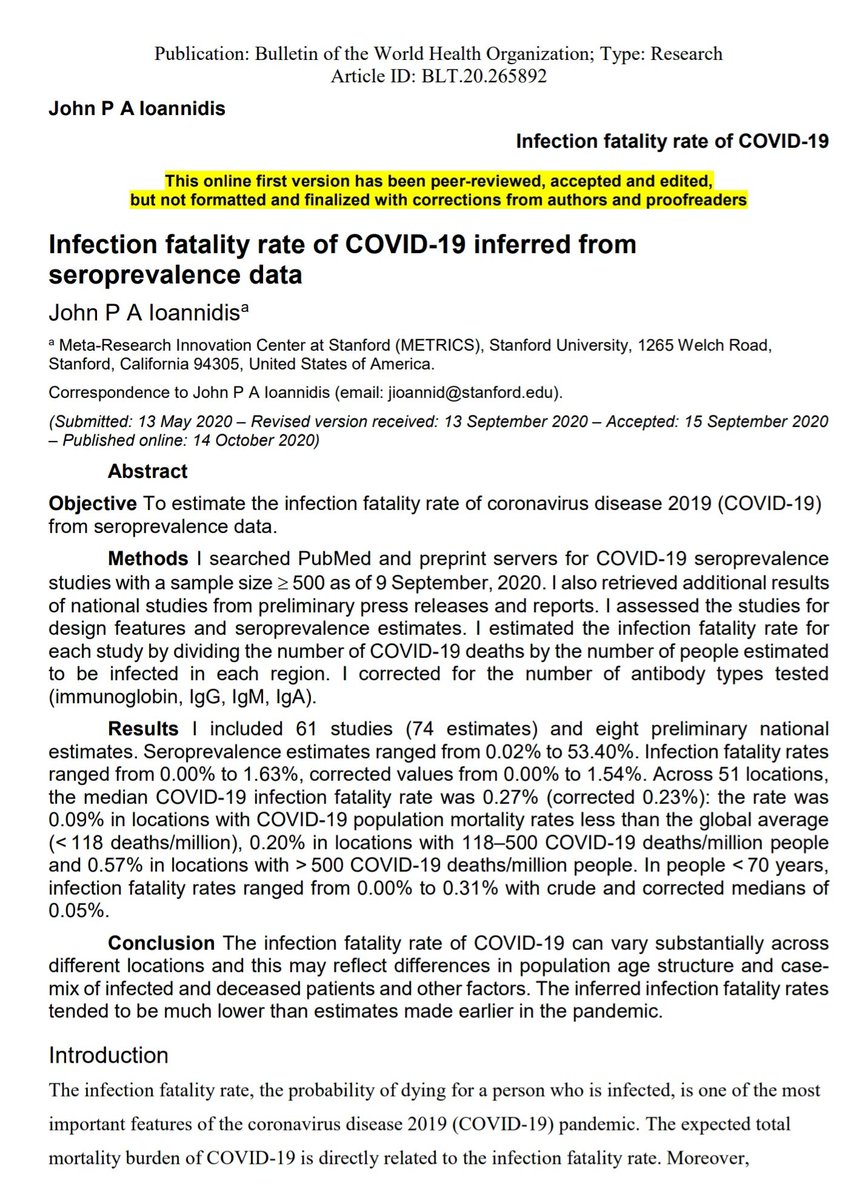 Publication: Bulletin of the World Health Organization; Type: Research
Article ID: BLT.20.265892
John P A Ioannidis
Infection fatality rate of COVID-19
This online first version has been peer-reviewed, accepted and edited,
but not formatted and finalized with corrections from authors and proofreaders
Infection fatality rate of COVID-19 inferred from
seroprevalence data
John P A Ioannidisᵃ
ᵃ Meta-Research Innovation Center at Stanford (METRICS), Stanford University, 1265 Welch Road,
Stanford, California 94305, United States of America.
Correspondence to John P A Ioannidis (email: jioannid@stanford.edu).
(Submitted: 13 May 2020 – Revised version received: 13 September 2020 – Accepted: 15 September 2020
– Published online: 14 October 2020)
Abstract
Objective To estimate the infection fatality rate of coronavirus disease 2019 (COVID-19)
from seroprevalence data.
Methods I searched PubMed and preprint servers for COVID-19 seroprevalence
studies with a sample size ≥ 500 as of 9 September, 2020. I also retrieved additional results
of national studies from preliminary press releases and reports. I assessed the studies for
design features and seroprevalence estimates. I estimated the infection fatality rate for
each study by dividing the number of COVID-19 deaths by the number of people estimated
to be infected in each region. I corrected for the number of antibody types tested
(immunoglobin, IgG, IgM, IgA).
Results I included 61 studies (74 estimates) and eight preliminary national
estimates. Seroprevalence estimates ranged from 0.02% to 53.40%. Infection fatality rates
ranged from 0.00% to 1.63%, corrected values from 0.00% to 1.54%. Across 51 locations,
the median COVID-19 infection fatality rate was 0.27% (corrected 0.23%): the rate was
0.09% in locations with COVID-19 population mortality rates less than the global average
(< 118 deaths/million), 0.20% in locations with 118–500 COVID-19 deaths/million people
and 0.57% in locations with > 500 COVID-19 deaths/million people. In people < 70 years,
infection fatality rates ranged from 0.00% to 0.31% with crude and corrected medians of
0.05%.
Conclusion The infection fatality rate of COVID-19 can vary substantially across
different locations and this may reflect differences in population age structure and case-
mix of infected and deceased patients and other factors. The inferred infection fatality rates
tended to be much lower than estimates made earlier in the pandemic.
Introduction
The infection fatality rate, the probability of dying for a person who is infected, is one of the most
important features of the coronavirus disease 2019 (COVID-19) pandemic. The expected total
mortality burden of COVID-19 is directly related to the infection fatality rate. Moreover,